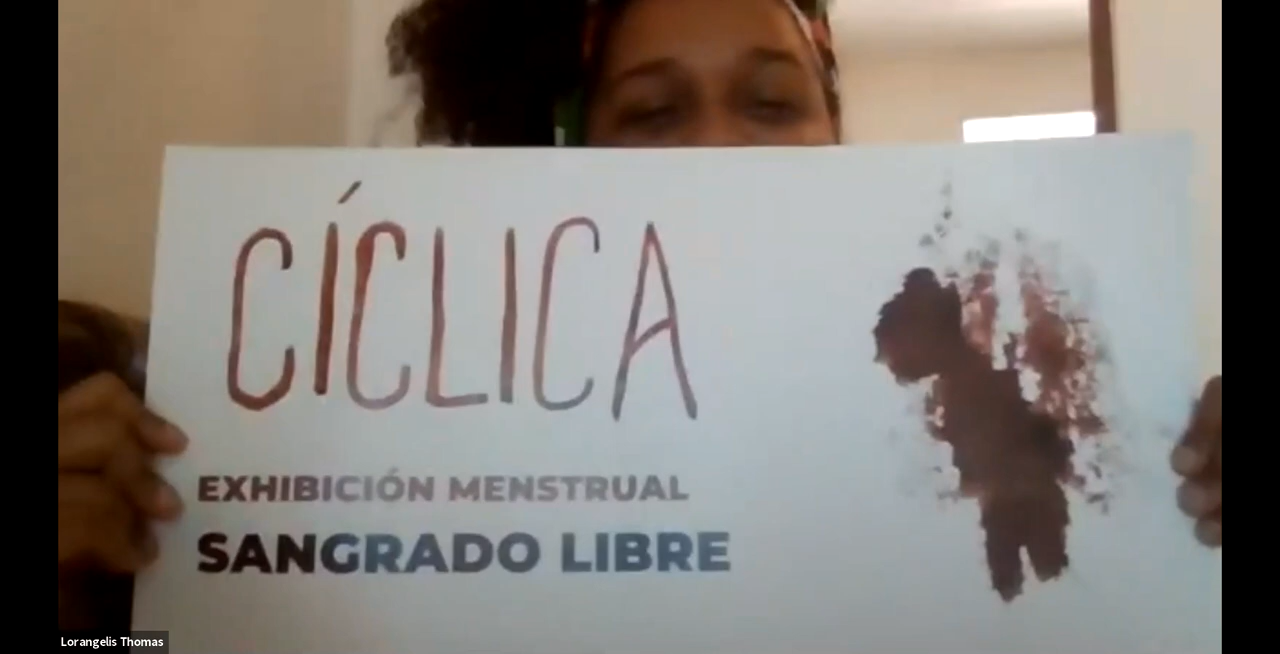 CÍCLICA
EXHIBICIÓN MENSTRUAL
SANGRADO LIBRE
Lorangelis Thomas